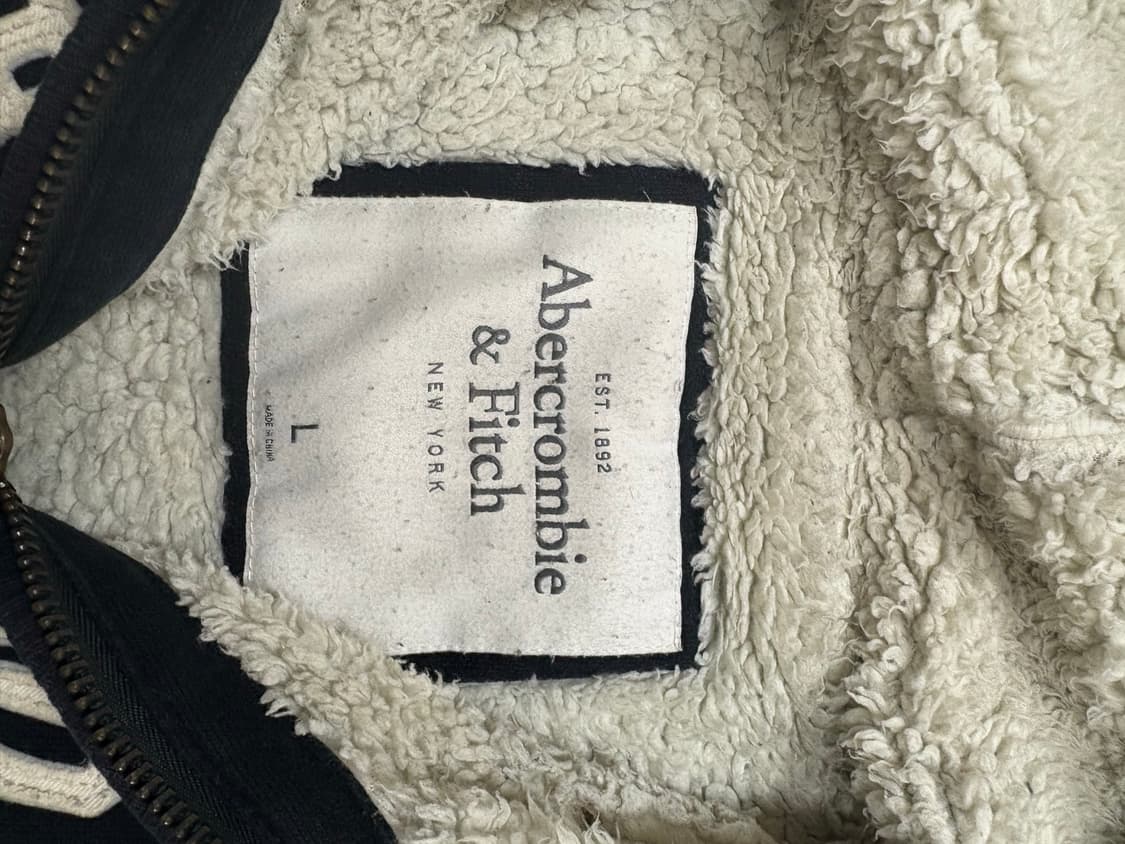 EST. 1892
Abercrombie
& Fitch
NEW YORK
L
MADE IN CHINA